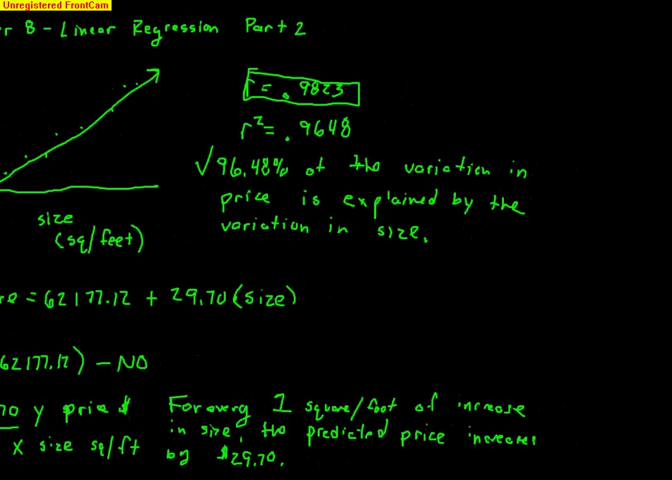 Unregistered FrontCam
r 8 - Linear Regression Part 2
r = .9823
r² = .9648
√ 96.48% of the variation in
price is explained by the
variation in size.
size
(sq/feet)
= 62177.12 + 29.70 (size)
62177.12) - NO
70 y price $ For every 1 square/foot of increase
x size sq/ft in size, the predicted price increases
by $29.70.